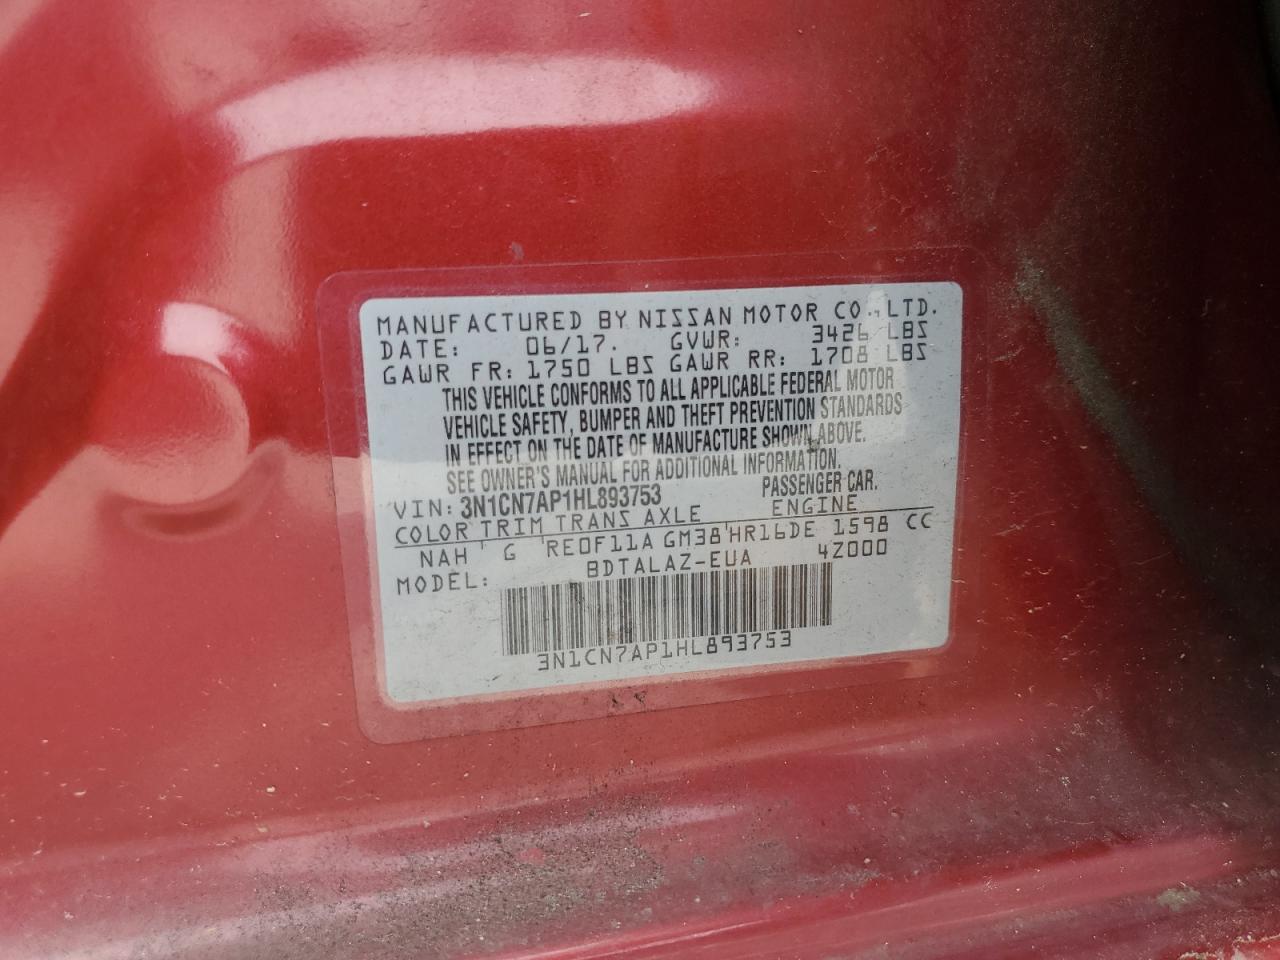 MANUFACTURED BY NISSAN MOTOR CO., LTD.
DATE: 06/17. GVWR: 3426 LBS
GAWR FR: 1750 LBS GAWR RR: 1708 LBS
THIS VEHICLE CONFORMS TO ALL APPLICABLE FEDERAL MOTOR
VEHICLE SAFETY, BUMPER AND THEFT PREVENTION STANDARDS
IN EFFECT ON THE DATE OF MANUFACTURE SHOWN ABOVE.
SEE OWNER'S MANUAL FOR ADDITIONAL INFORMATION.
VIN: 3N1CN7AP1HL893753 PASSENGER CAR.
COLOR TRIM TRANS AXLE ENGINE
NAH G RE0F11A GM38 HR16DE 1598 CC
MODEL: BDTALAZ-EUA 4Z000
3N1CN7AP1HL893753